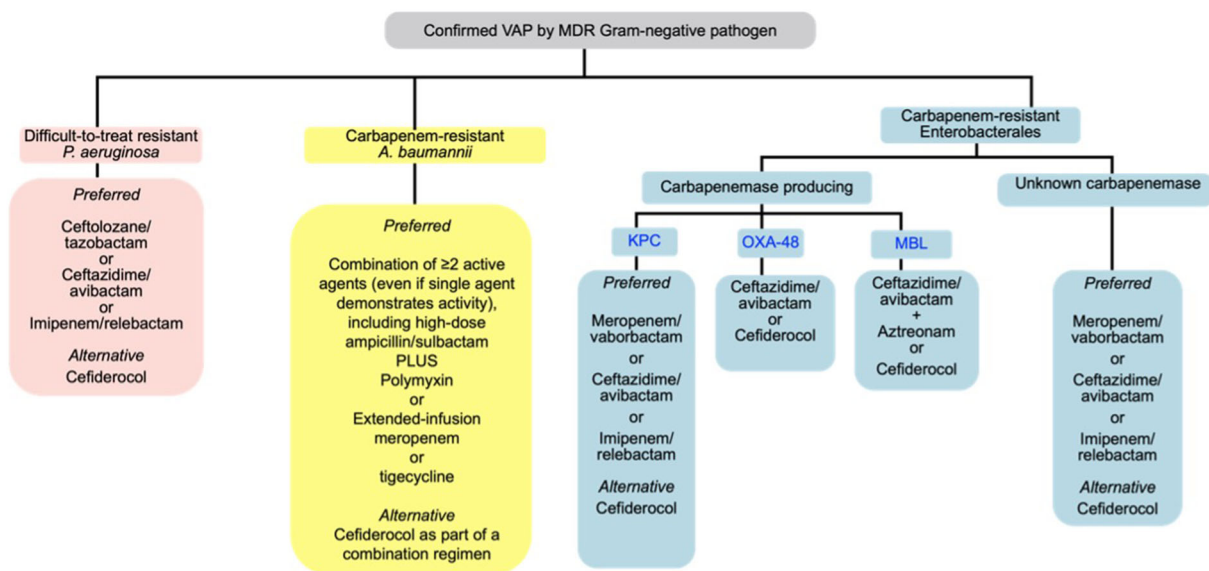 Confirmed VAP by MDR Gram-negative pathogen
Difficult-to-treat resistant
P. aeruginosa
Preferred
Ceftolozane/
tazobactam
or
Ceftazidime/
avibactam
or
Imipenem/relebactam
Alternative
Cefiderocol
Carbapenem-resistant
A. baumannii
Preferred
Combination of ≥2 active
agents (even if single agent
demonstrates activity),
including high-dose
ampicillin/sulbactam
PLUS
Polymyxin
or
Extended-infusion
meropenem
or
tigecycline
Alternative
Cefiderocol as part of a
combination regimen
Carbapenem-resistant
Enterobacterales
Carbapenemase producing
KPC
Preferred
Meropenem/
vaborbactam
or
Ceftazidime/
avibactam
or
Imipenem/
relebactam
Alternative
Cefiderocol
OXA-48
Ceftazidime/
avibactam
or
Cefiderocol
MBL
Ceftazidime/
avibactam
+
Aztreonam
or
Cefiderocol
Unknown carbapenemase
Preferred
Meropenem/
vaborbactam
or
Ceftazidime/
avibactam
or
Imipenem/
relebactam
Alternative
Cefiderocol